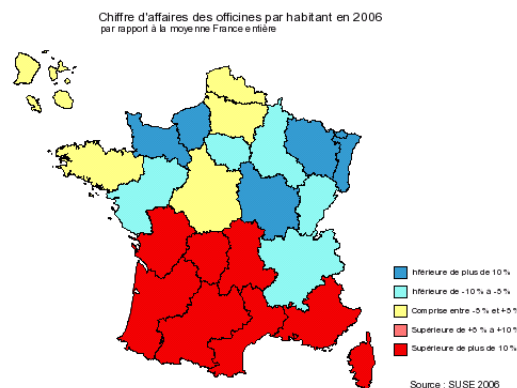 Chiffre d'affaires des officines par habitant en 2006
par rapport à la moyenne France entière
Inférieure de plus de 10 %
Inférieure de -10 % à -5 %
Comprise entre -5 % et +5 %
Supérieure de +5 % à +10 %
Supérieure de plus de 10 %
Source : SUSE 2006